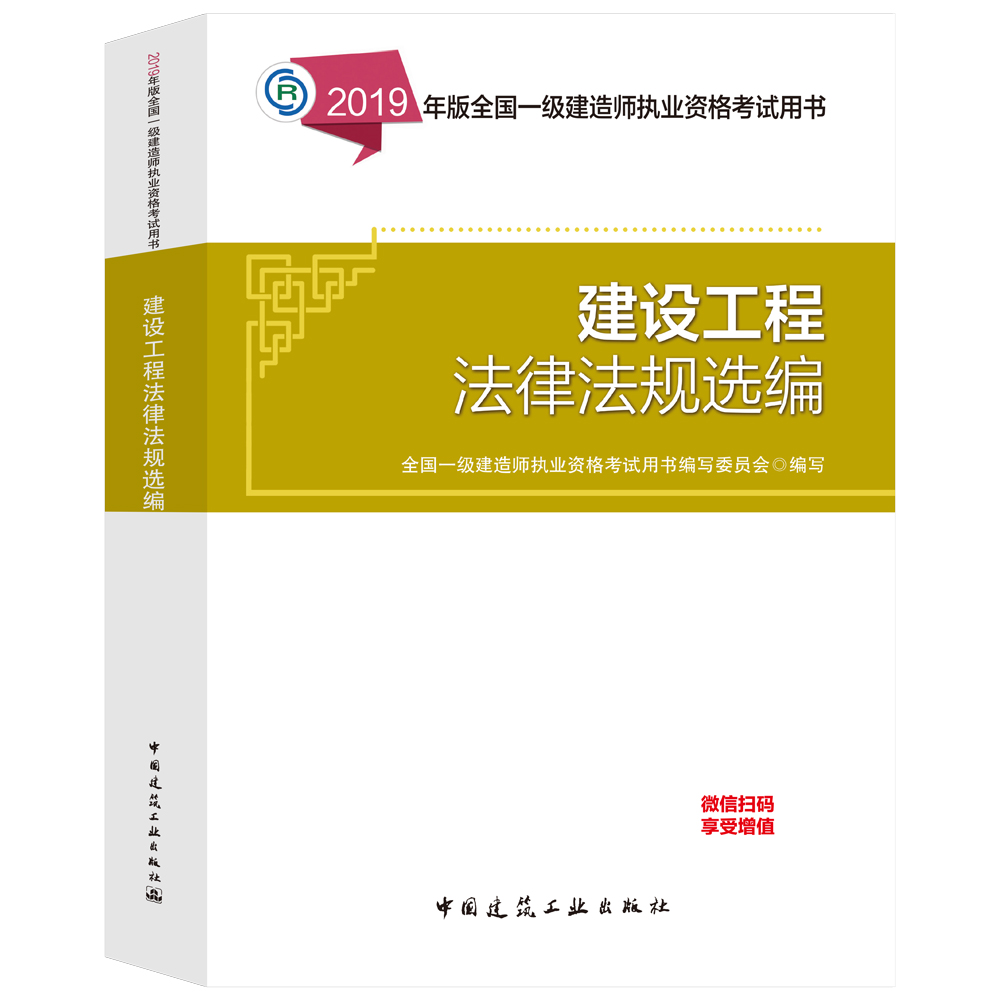 2019年版全国一级建造师执业资格考试用书
建设工程
法律法规选编
全国一级建造师执业资格考试用书编写委员会◎编写
微信扫码
享受增值
中国建筑工业出版社
2019年版全国一级建造师执业资格考试用书
建设工程法律法规选编
中国建筑工业出版社
R